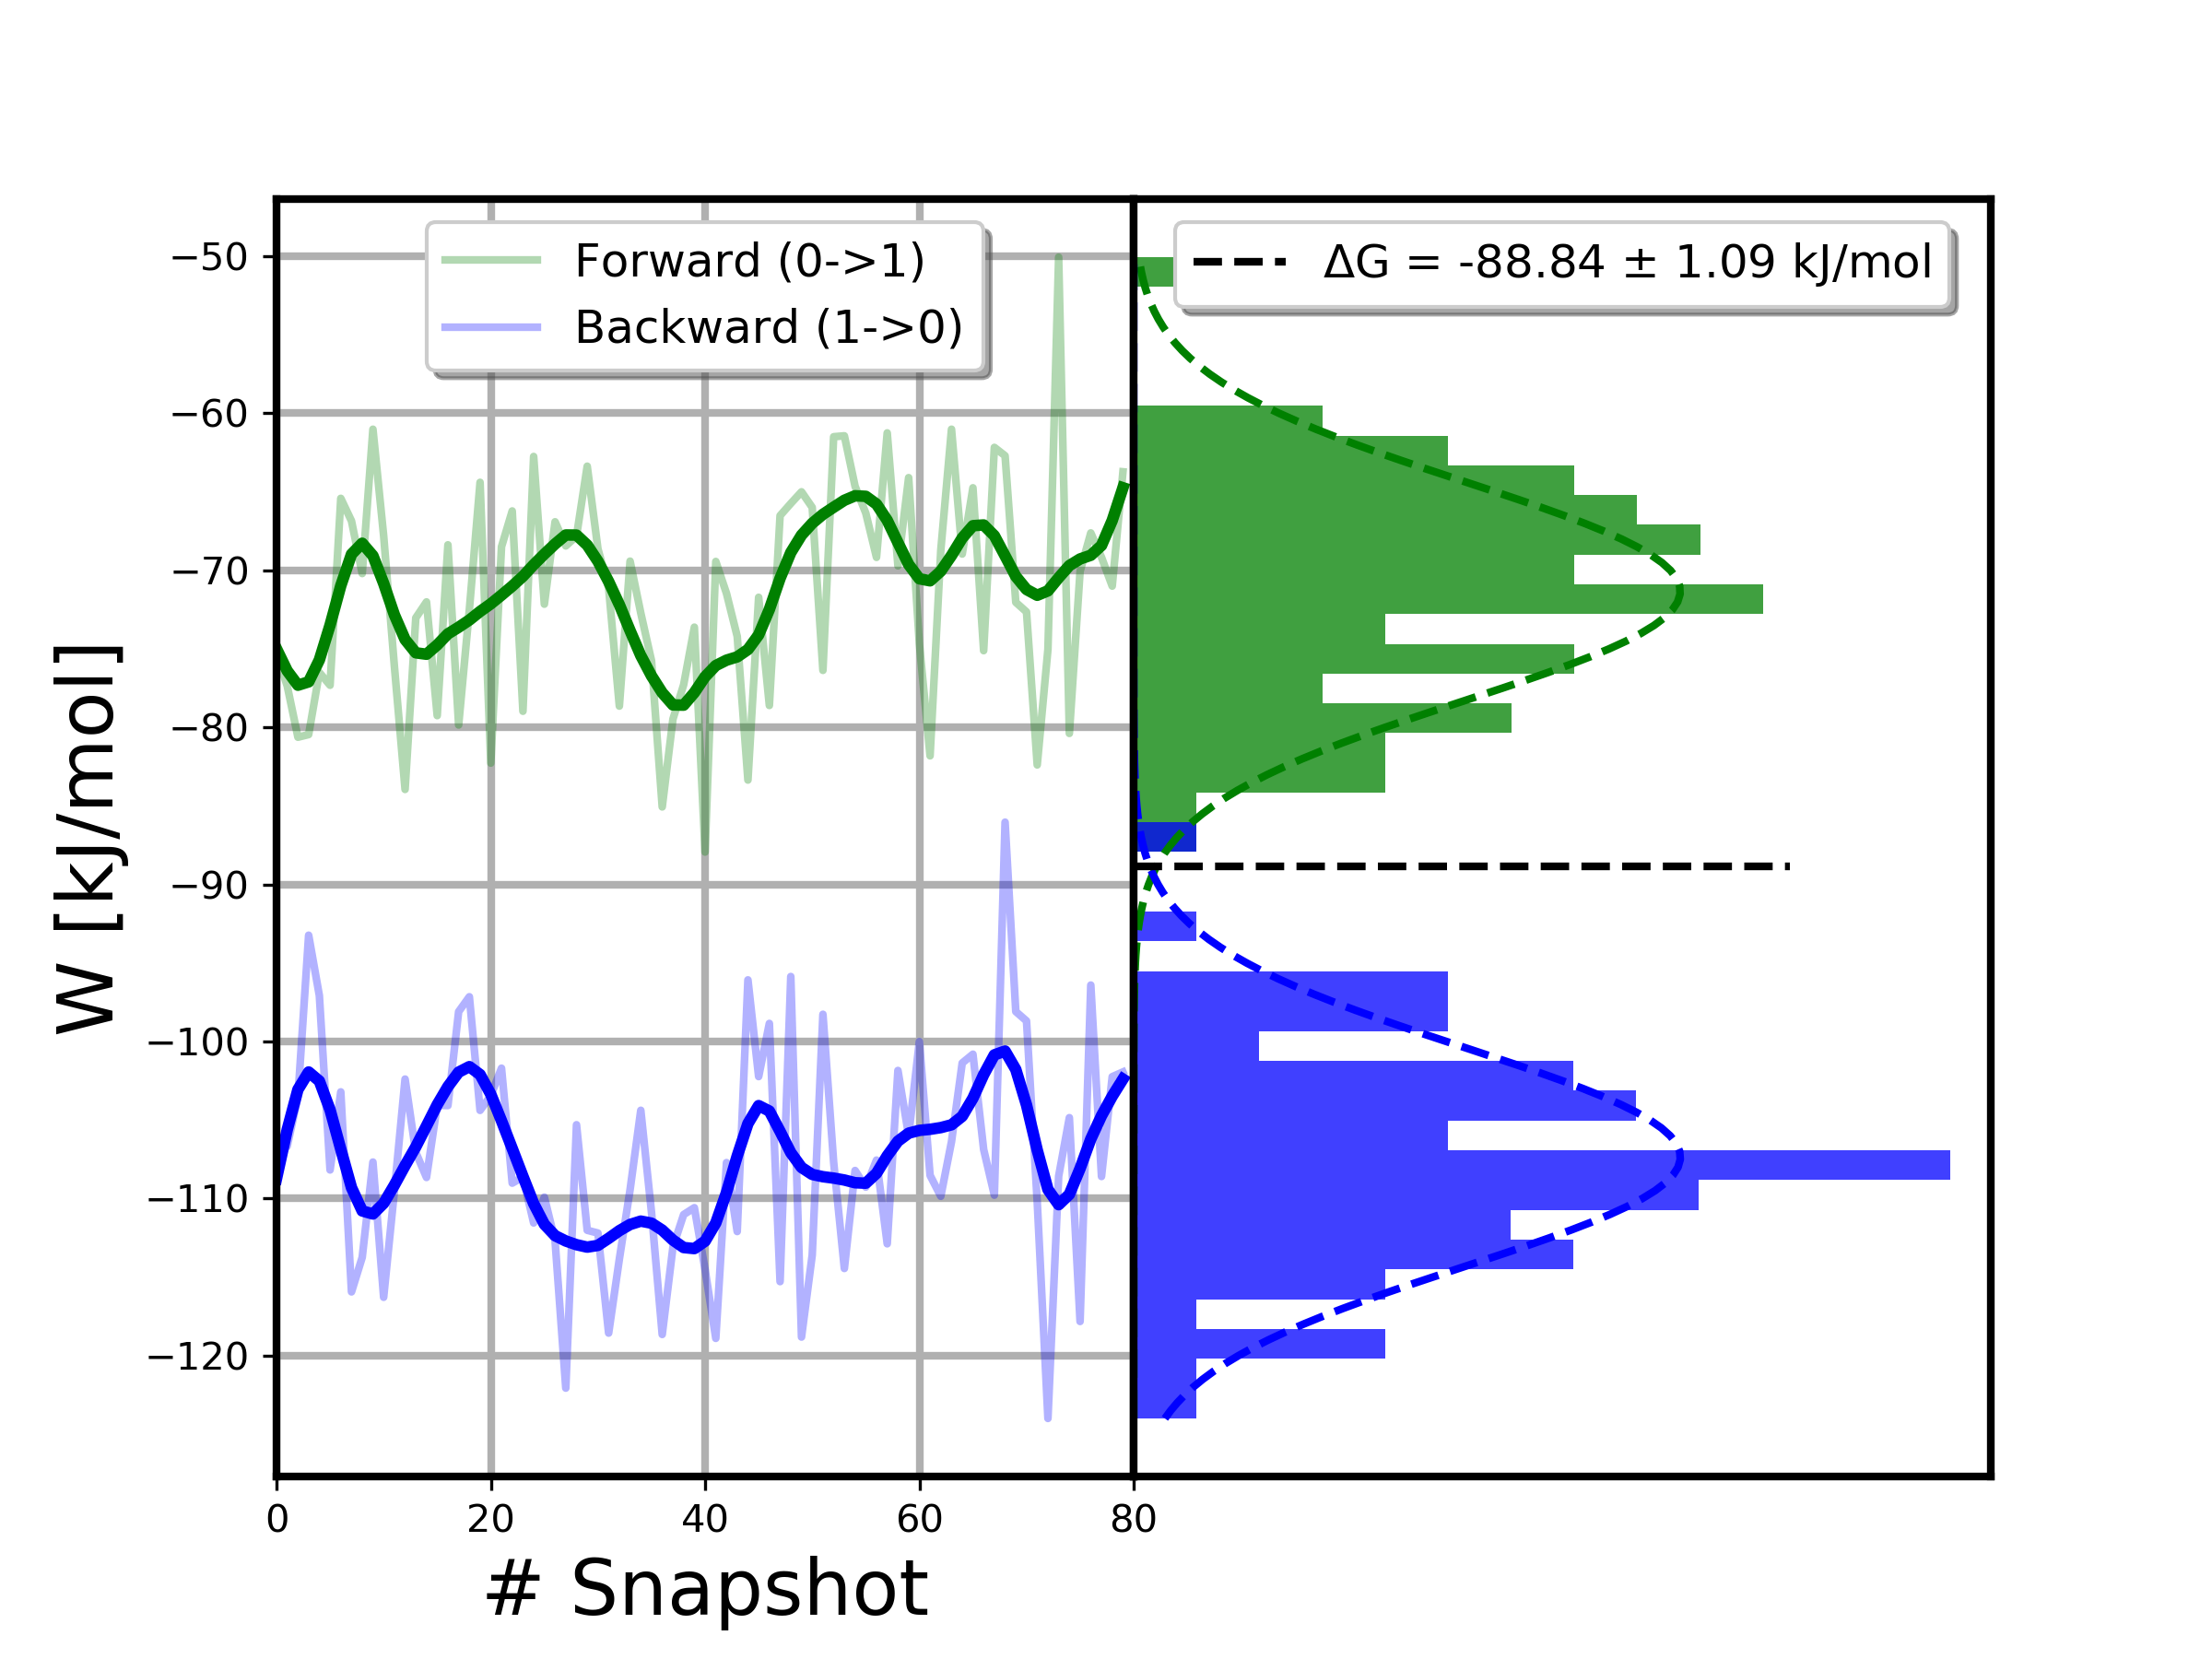 Forward (0->1)
Backward (1->0)
ΔG = -88.84 ± 1.09 kJ/mol
W [kJ/mol]
−50
−60
−70
−80
−90
−100
−110
−120
0 20 40 60 80
# Snapshot